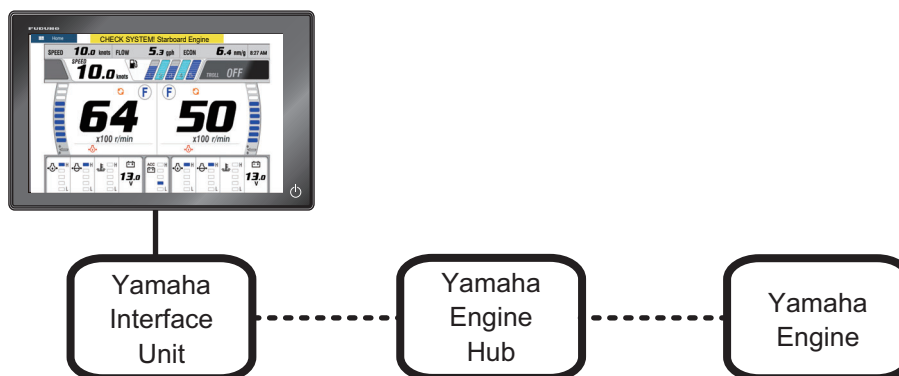 FURUNO
Home
CHECK SYSTEM! Starboard Engine
SPEED 10.0 knots FLOW 5.3 gph ECON 6.4 nm/g 8:27 AM
SPEED
10.0 knots
TROLL OFF
F F
64 50
x100 r/min x100 r/min
H H H ACC H H H H
13.0 V 13.0 V
L L L L L L L
Yamaha
Interface
Unit
Yamaha
Engine
Hub
Yamaha
Engine